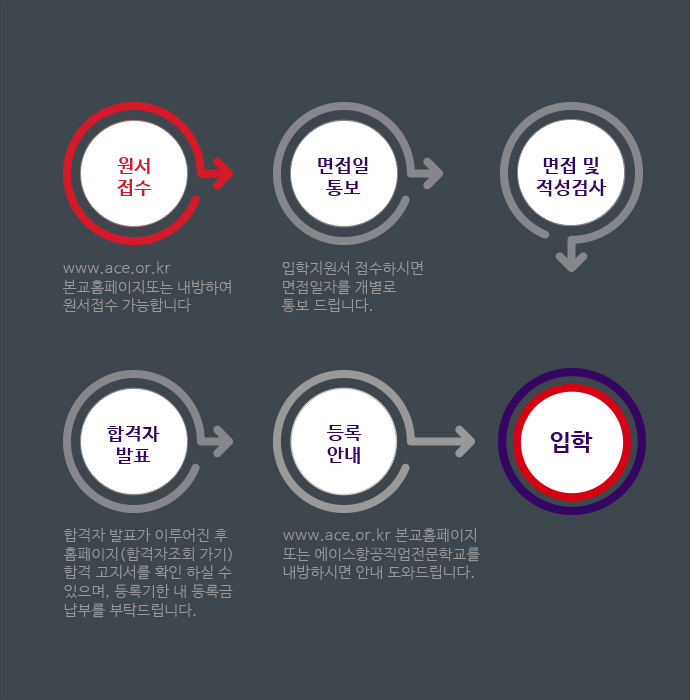 원서
접수
www.ace.or.kr
본교홈페이지또는 내방하여
원서접수 가능합니다
면접일
통보
입학지원서 접수하시면
면접일자를 개별로
통보 드립니다.
면접 및
적성검사
합격자
발표
합격자 발표가 이루어진 후
홈페이지(합격자조회 가기)
합격 고지서를 확인 하실 수
있으며, 등록기한 내 등록금
납부를 부탁드립니다.
등록
안내
www.ace.or.kr 본교홈페이지
또는 에이스항공직업전문학교를
내방하시면 안내 도와드립니다.
입학